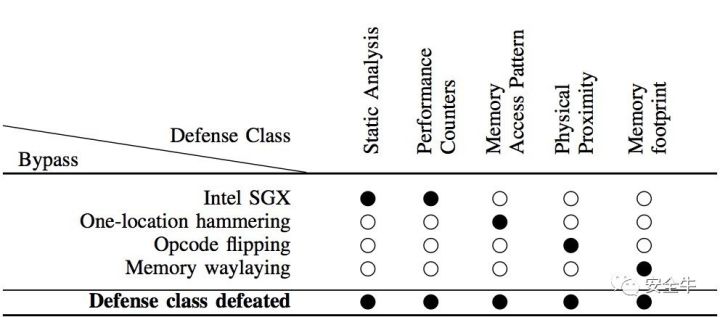 Static Analysis
Performance
Counters
Memory
Access Pattern
Physical
Proximity
Memory
footprint
Defense Class
Bypass
Intel SGX
One-location hammering
Opcode flipping
Memory waylaying
Defense class defeated
安全牛